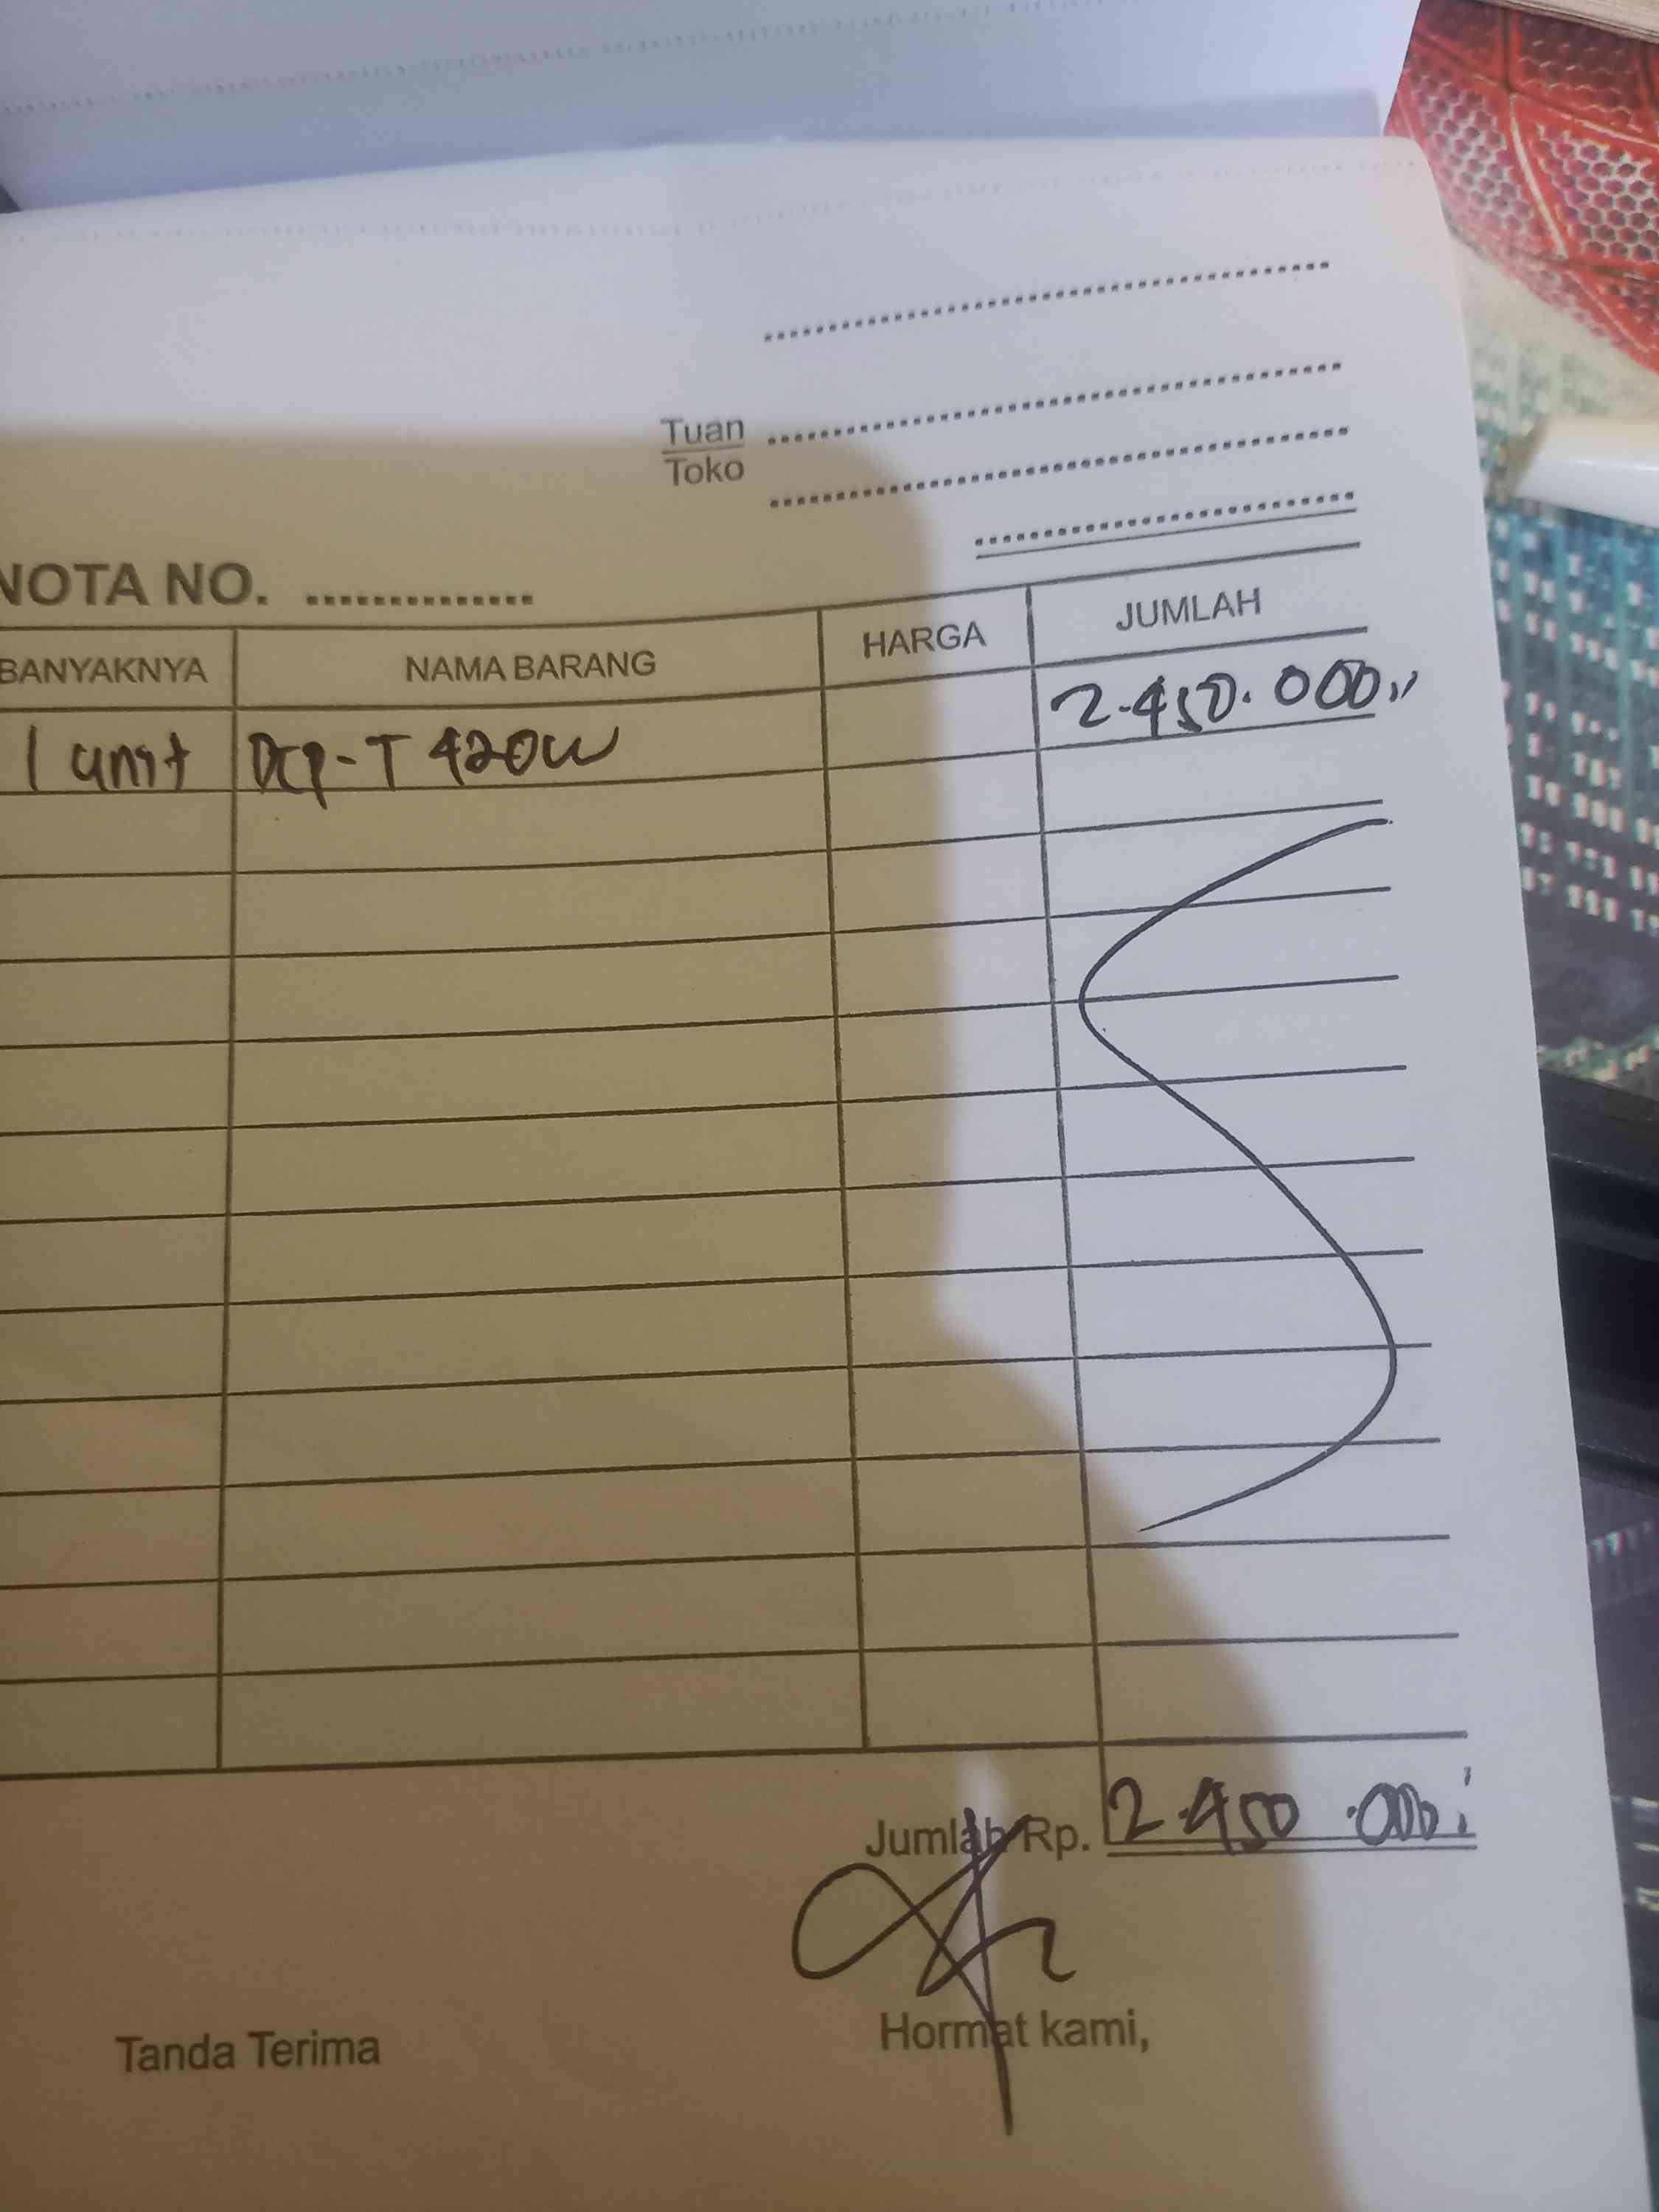 Tuan
Toko
NOTA NO. ..............
BANYAKNYA NAMA BARANG HARGA JUMLAH
1 unit DCP-T 420W 2.450.000,,
Jumlah Rp. 2.450.000,
Tanda Terima Hormat kami,